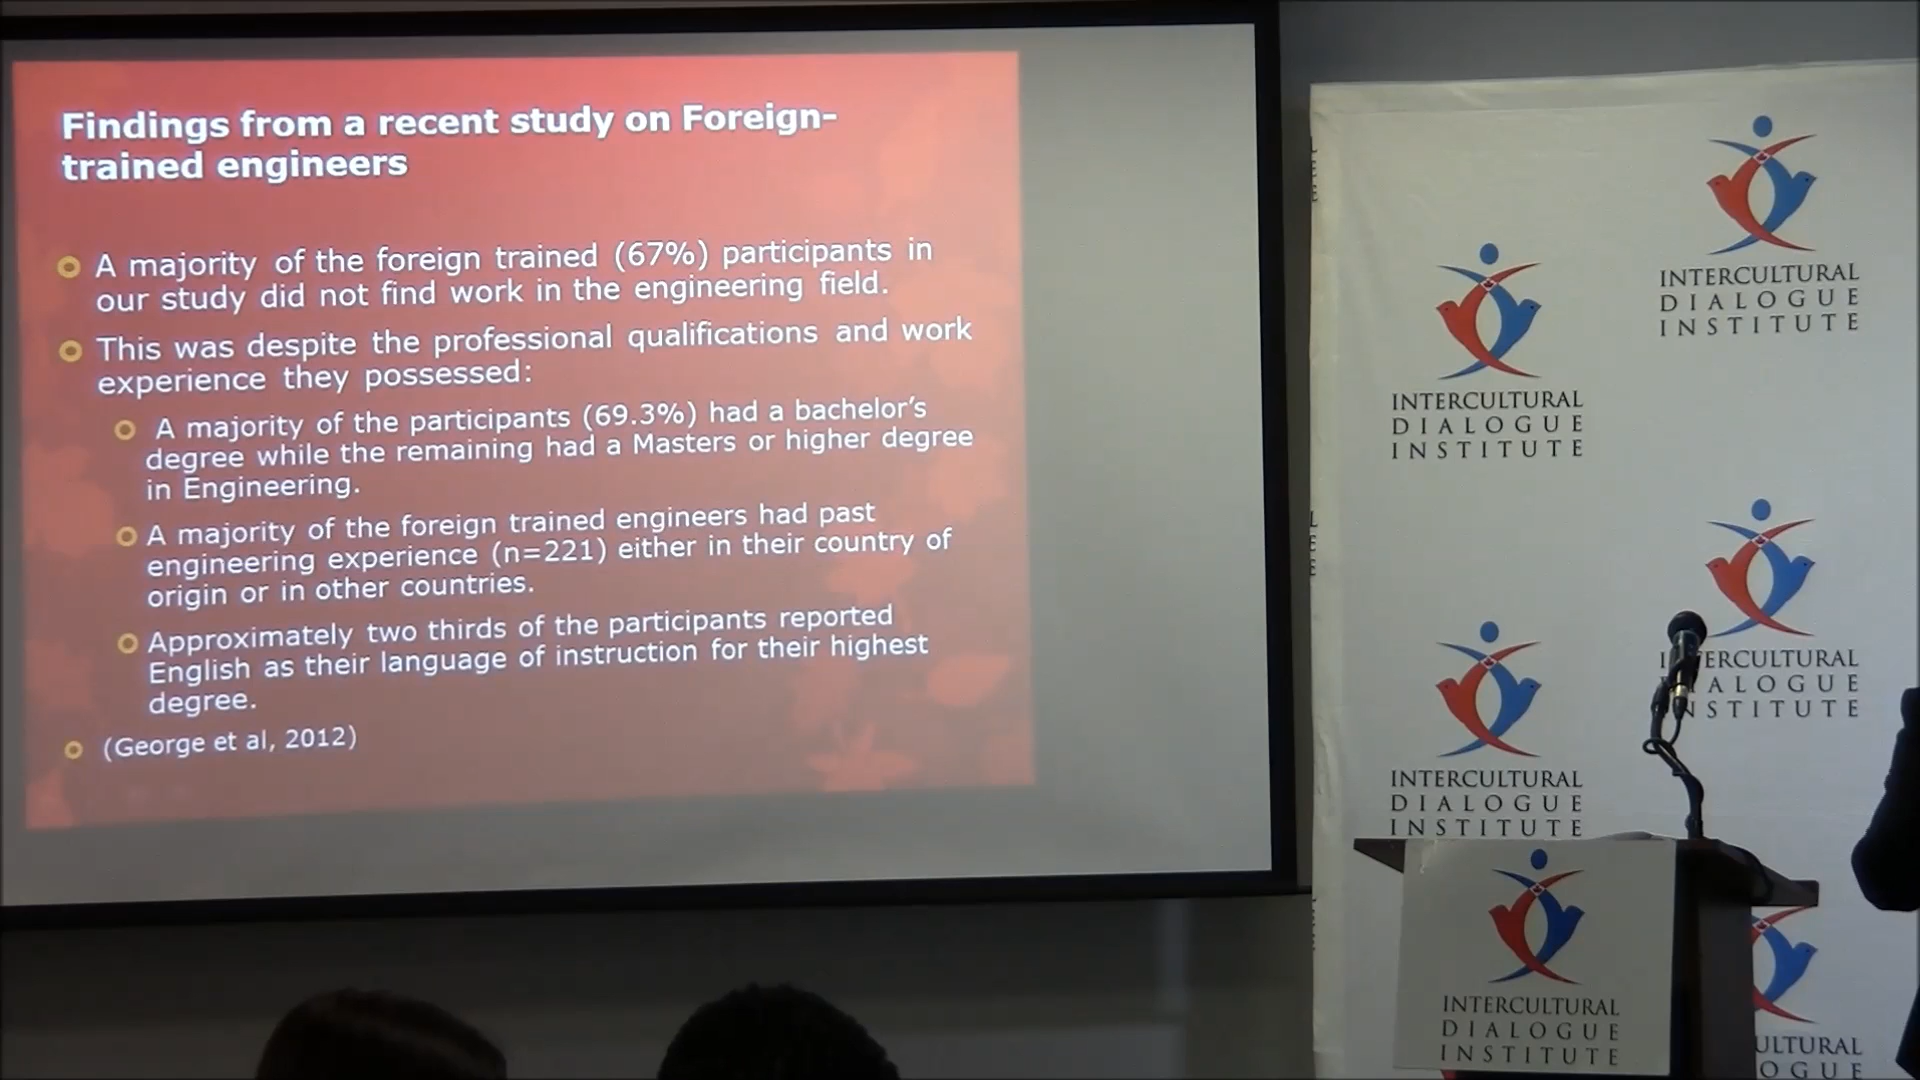 Findings from a recent study on Foreign-
trained engineers
A majority of the foreign trained (67%) participants in
our study did not find work in the engineering field.
This was despite the professional qualifications and work
experience they possessed:
A majority of the participants (69.3%) had a bachelor's
degree while the remaining had a Masters or higher degree
in Engineering.
A majority of the foreign trained engineers had past
engineering experience (n=221) either in their country of
origin or in other countries.
Approximately two thirds of the participants reported
English as their language of instruction for their highest
degree.
(George et al, 2012)
INTERCULTURAL
DIALOGUE
INSTITUTE
INTERCULTURAL
DIALOGUE
INSTITUTE
INTERCULTURAL
DIALOGUE
INSTITUTE
INTERCULTURAL
DIALOGUE
INSTITUTE
INTERCULTURAL
DIALOGUE
INSTITUTE